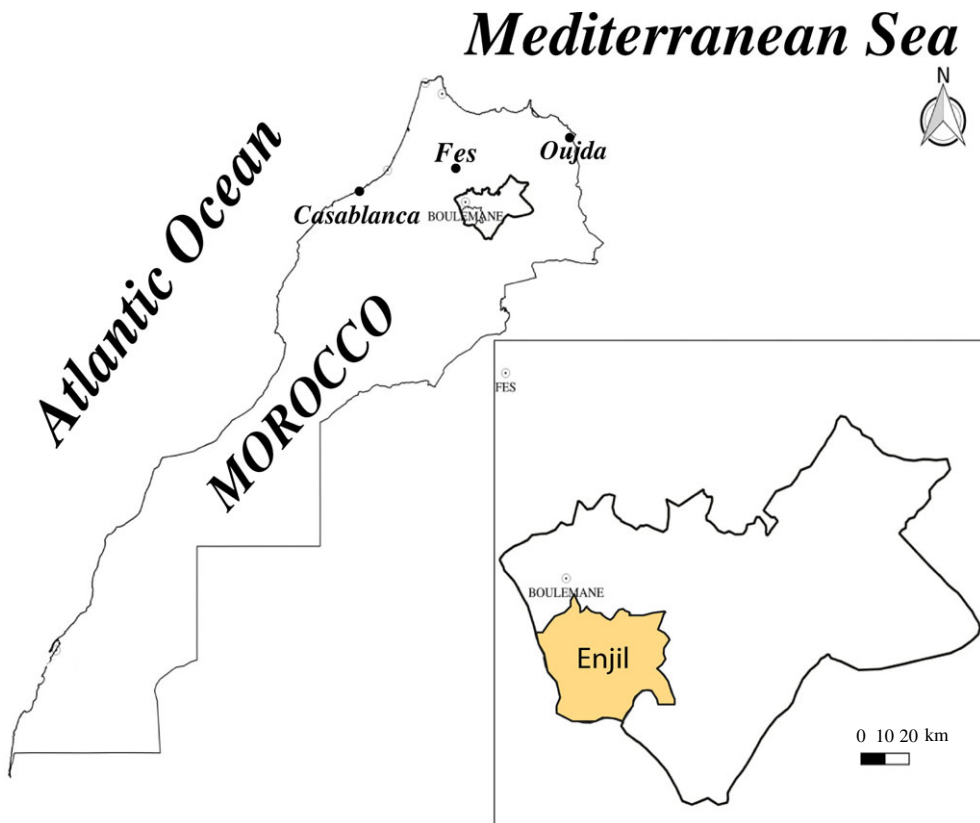 Mediterranean Sea
N
Atlantic Ocean
Fes
Oujda
Casablanca
BOULEMANE
MOROCCO
FES
BOULEMANE
Enjil
0 10 20 km